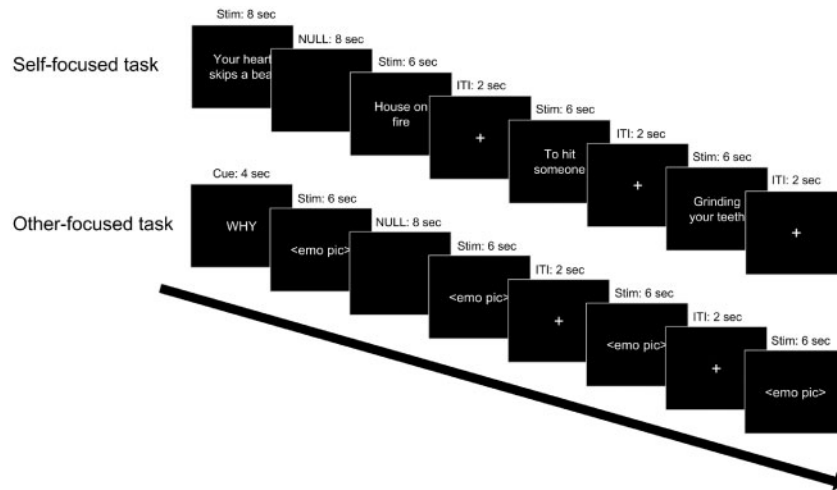 Stim: 8 sec
Self-focused task
Your heart
skips a beat
NULL: 8 sec
Stim: 6 sec
House on
fire
ITI: 2 sec
+
Stim: 6 sec
To hit
someone
ITI: 2 sec
+
Stim: 6 sec
Grinding
your teeth
ITI: 2 sec
+
Cue: 4 sec
Other-focused task
WHY
Stim: 6 sec
<emo pic>
NULL: 8 sec
Stim: 6 sec
<emo pic>
ITI: 2 sec
+
Stim: 6 sec
<emo pic>
ITI: 2 sec
+
Stim: 6 sec
<emo pic>